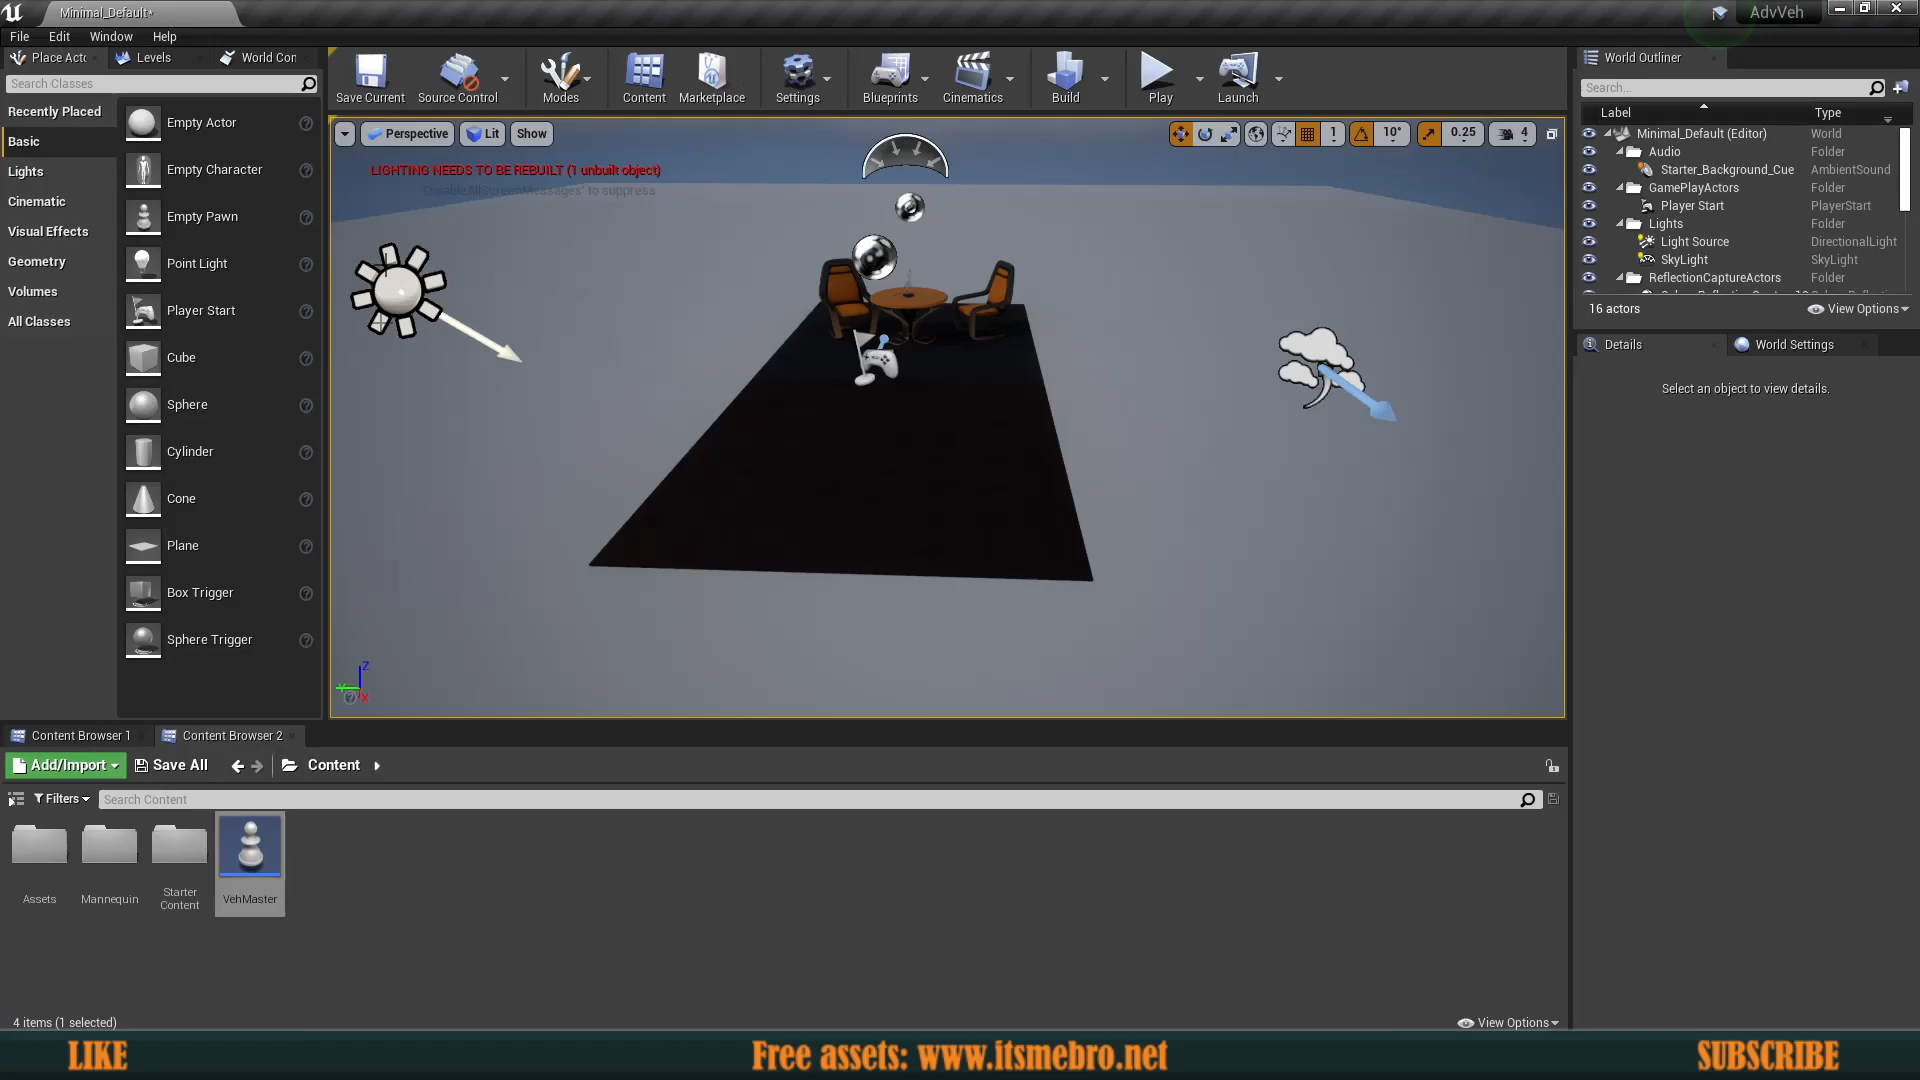 Minimal_Default*
AdvVeh
File Edit Window Help
Place Acto Levels World Con
Search Classes
Recently Placed
Basic
Lights
Cinematic
Visual Effects
Geometry
Volumes
All Classes
Empty Actor
Empty Character
Empty Pawn
Point Light
Player Start
Cube
Sphere
Cylinder
Cone
Plane
Box Trigger
Sphere Trigger
Save Current Source Control Modes Content Marketplace Settings Blueprints Cinematics Build Play Launch
Perspective Lit Show
1 10° 0.25 4
LIGHTING NEEDS TO BE REBUILT (1 unbuilt object)
'DisableAllScreenMessages' to suppress
Z
Y
X
World Outliner
Search...
Label Type
Minimal_Default (Editor) World
Audio Folder
Starter_Background_Cue AmbientSound
GamePlayActors Folder
Player Start PlayerStart
Lights Folder
Light Source DirectionalLight
SkyLight SkyLight
ReflectionCaptureActors Folder
16 actors View Options
Details World Settings
Select an object to view details.
Content Browser 1 Content Browser 2
Add/Import Save All Content
Filters Search Content
Assets
Mannequin
Starter
Content
VehMaster
4 items (1 selected)
View Options
LIKE
Free assets: www.itsmebro.net
SUBSCRIBE